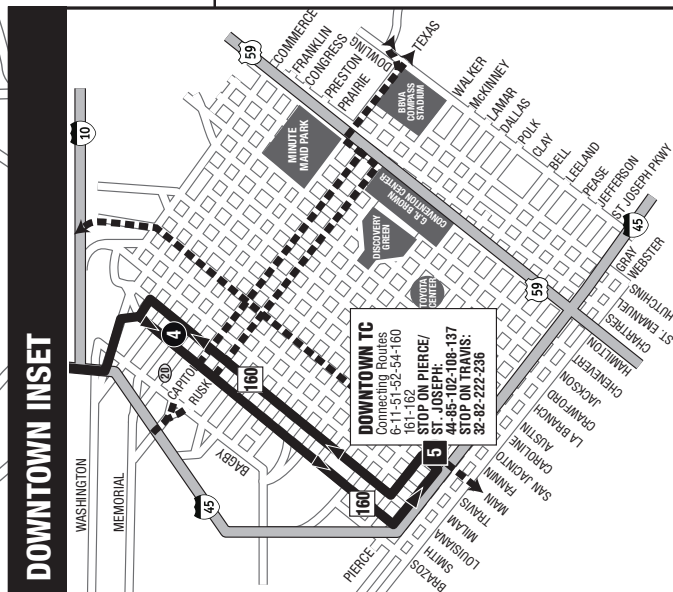 DOWNTOWN INSET
WASHINGTON
MEMORIAL
10
59
COMMERCE
FRANKLIN
CONGRESS
PRESTON
PRAIRIE
DOWLING
TEXAS
MINUTE
MAID PARK
BBVA
COMPASS
STADIUM
WALKER
McKINNEY
LAMAR
DALLAS
POLK
CLAY
BELL
LEELAND
PEASE
JEFFERSON
ST JOSEPH PKWY
G.R. BROWN
CONVENTION CENTER
DISCOVERY
GREEN
TOYOTA
CENTER
4
20
CAPITOL
RUSK
160
BAGBY
45
160
PIERCE
DOWNTOWN TC
Connecting Routes
6-11-51-52-54-160
161-162
STOP ON PIERCE/
ST. JOSEPH:
44-85-102-108-137
STOP ON TRAVIS:
32-82-222-236
5
59
45
GRAY
WEBSTER
HUTCHINS
ST. EMANUEL
CHARTRES
HAMILTON
CHENEVERT
JACKSON
CRAWFORD
LA BRANCH
AUSTIN
CAROLINE
SAN JACINTO
FANNIN
MAIN
TRAVIS
MILAM
LOUISIANA
SMITH
BRAZOS